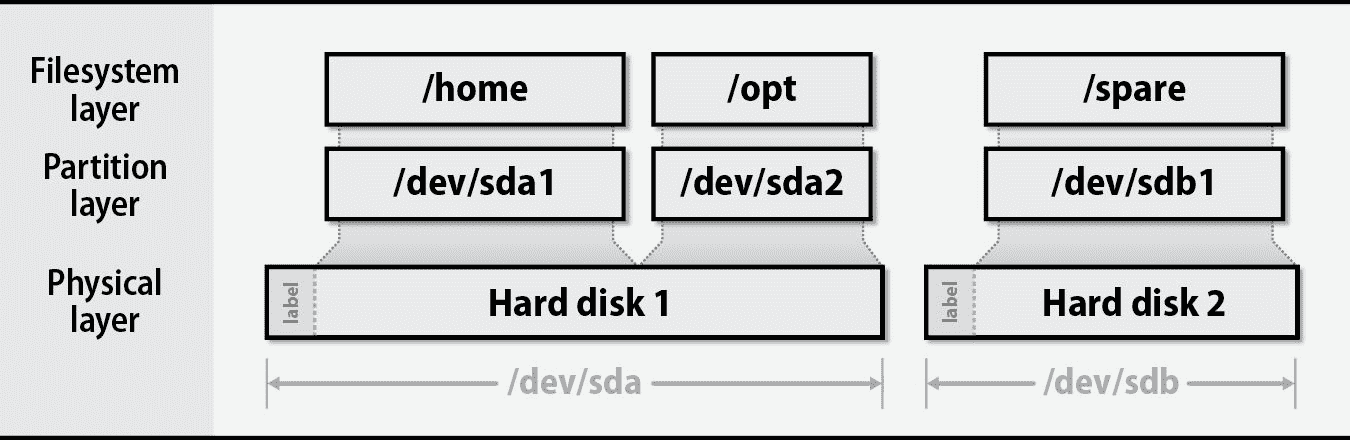 Filesystem
layer
/home
/opt
/spare
Partition
layer
/dev/sda1
/dev/sda2
/dev/sdb1
Physical
layer
label
Hard disk 1
label
Hard disk 2
/dev/sda
/dev/sdb